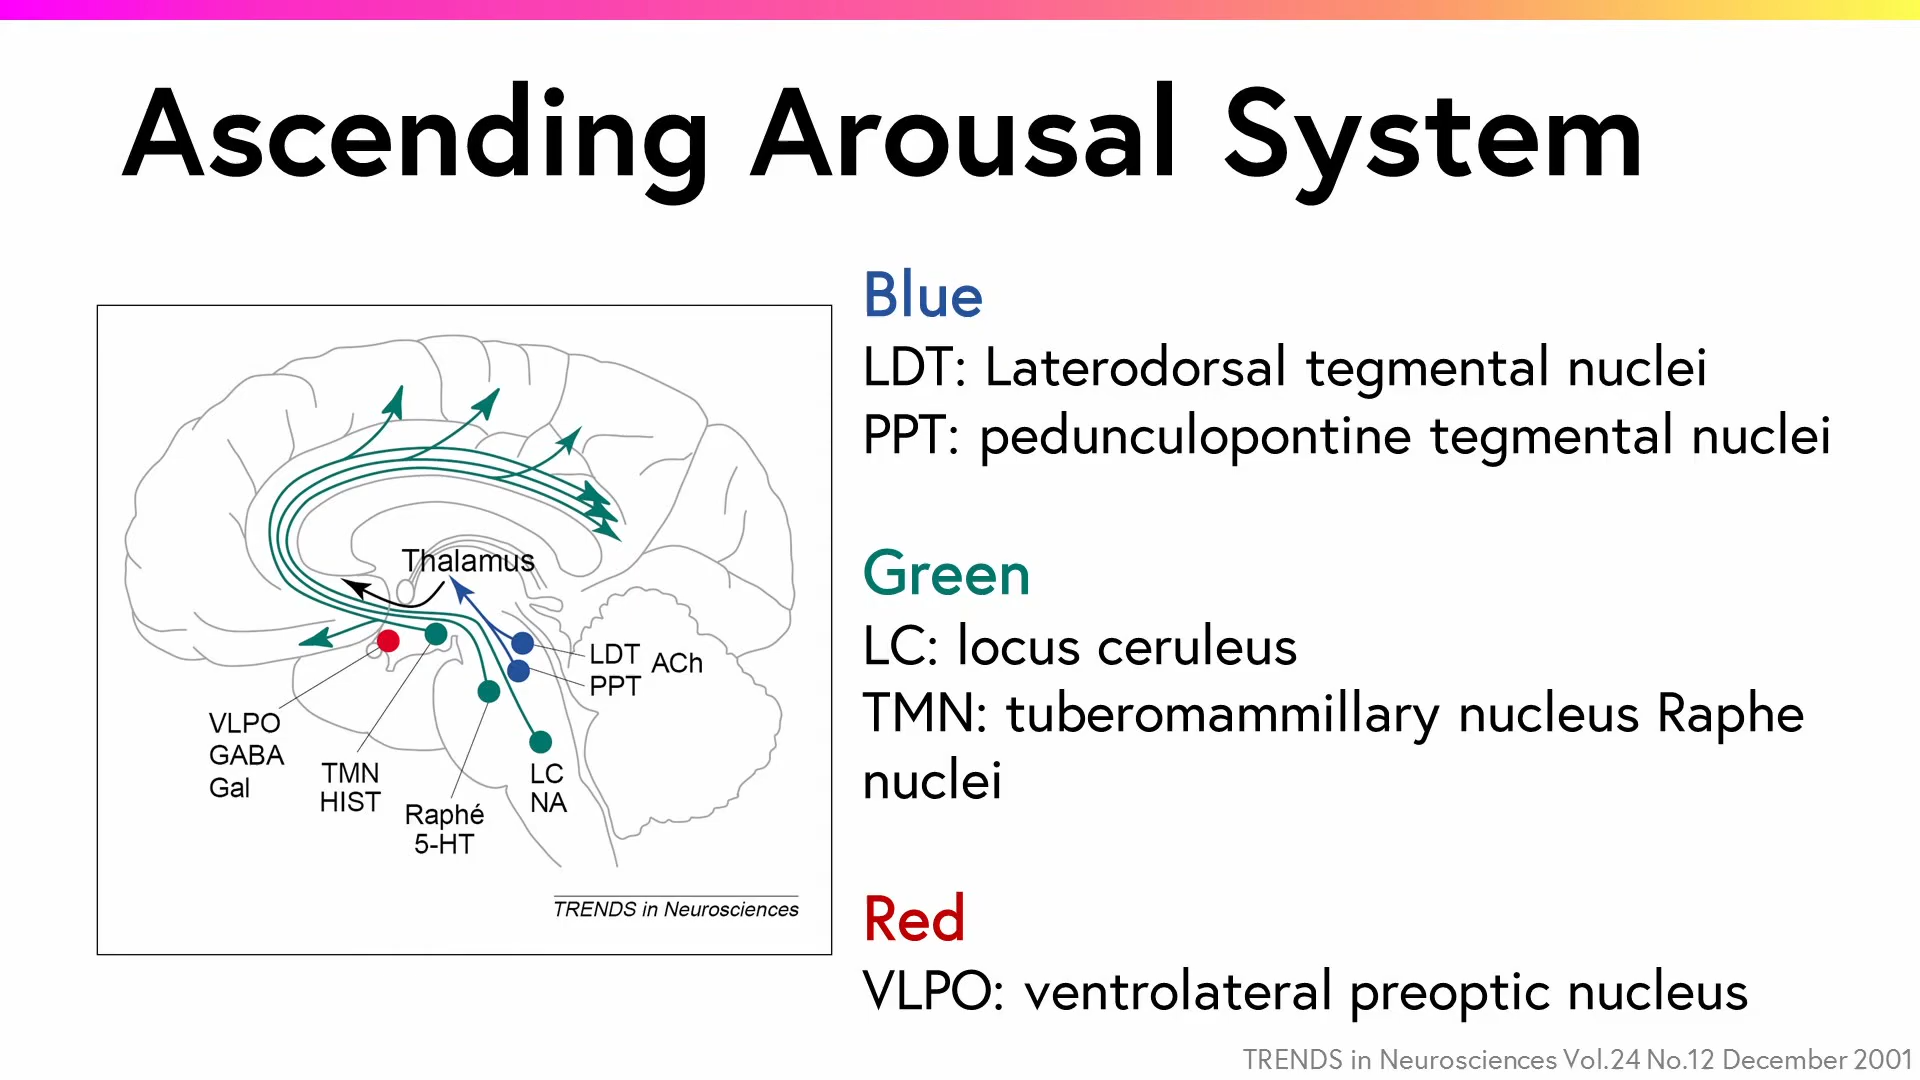 Ascending Arousal System
Thalamus
LDT
ACh
PPT
VLPO
GABA
Gal
TMN
HIST
Raphé
5-HT
LC
NA
TRENDS in Neurosciences
Blue
LDT: Laterodorsal tegmental nuclei
PPT: pedunculopontine tegmental nuclei
Green
LC: locus ceruleus
TMN: tuberomammillary nucleus Raphe
nuclei
Red
VLPO: ventrolateral preoptic nucleus
TRENDS in Neurosciences Vol.24 No.12 December 2001